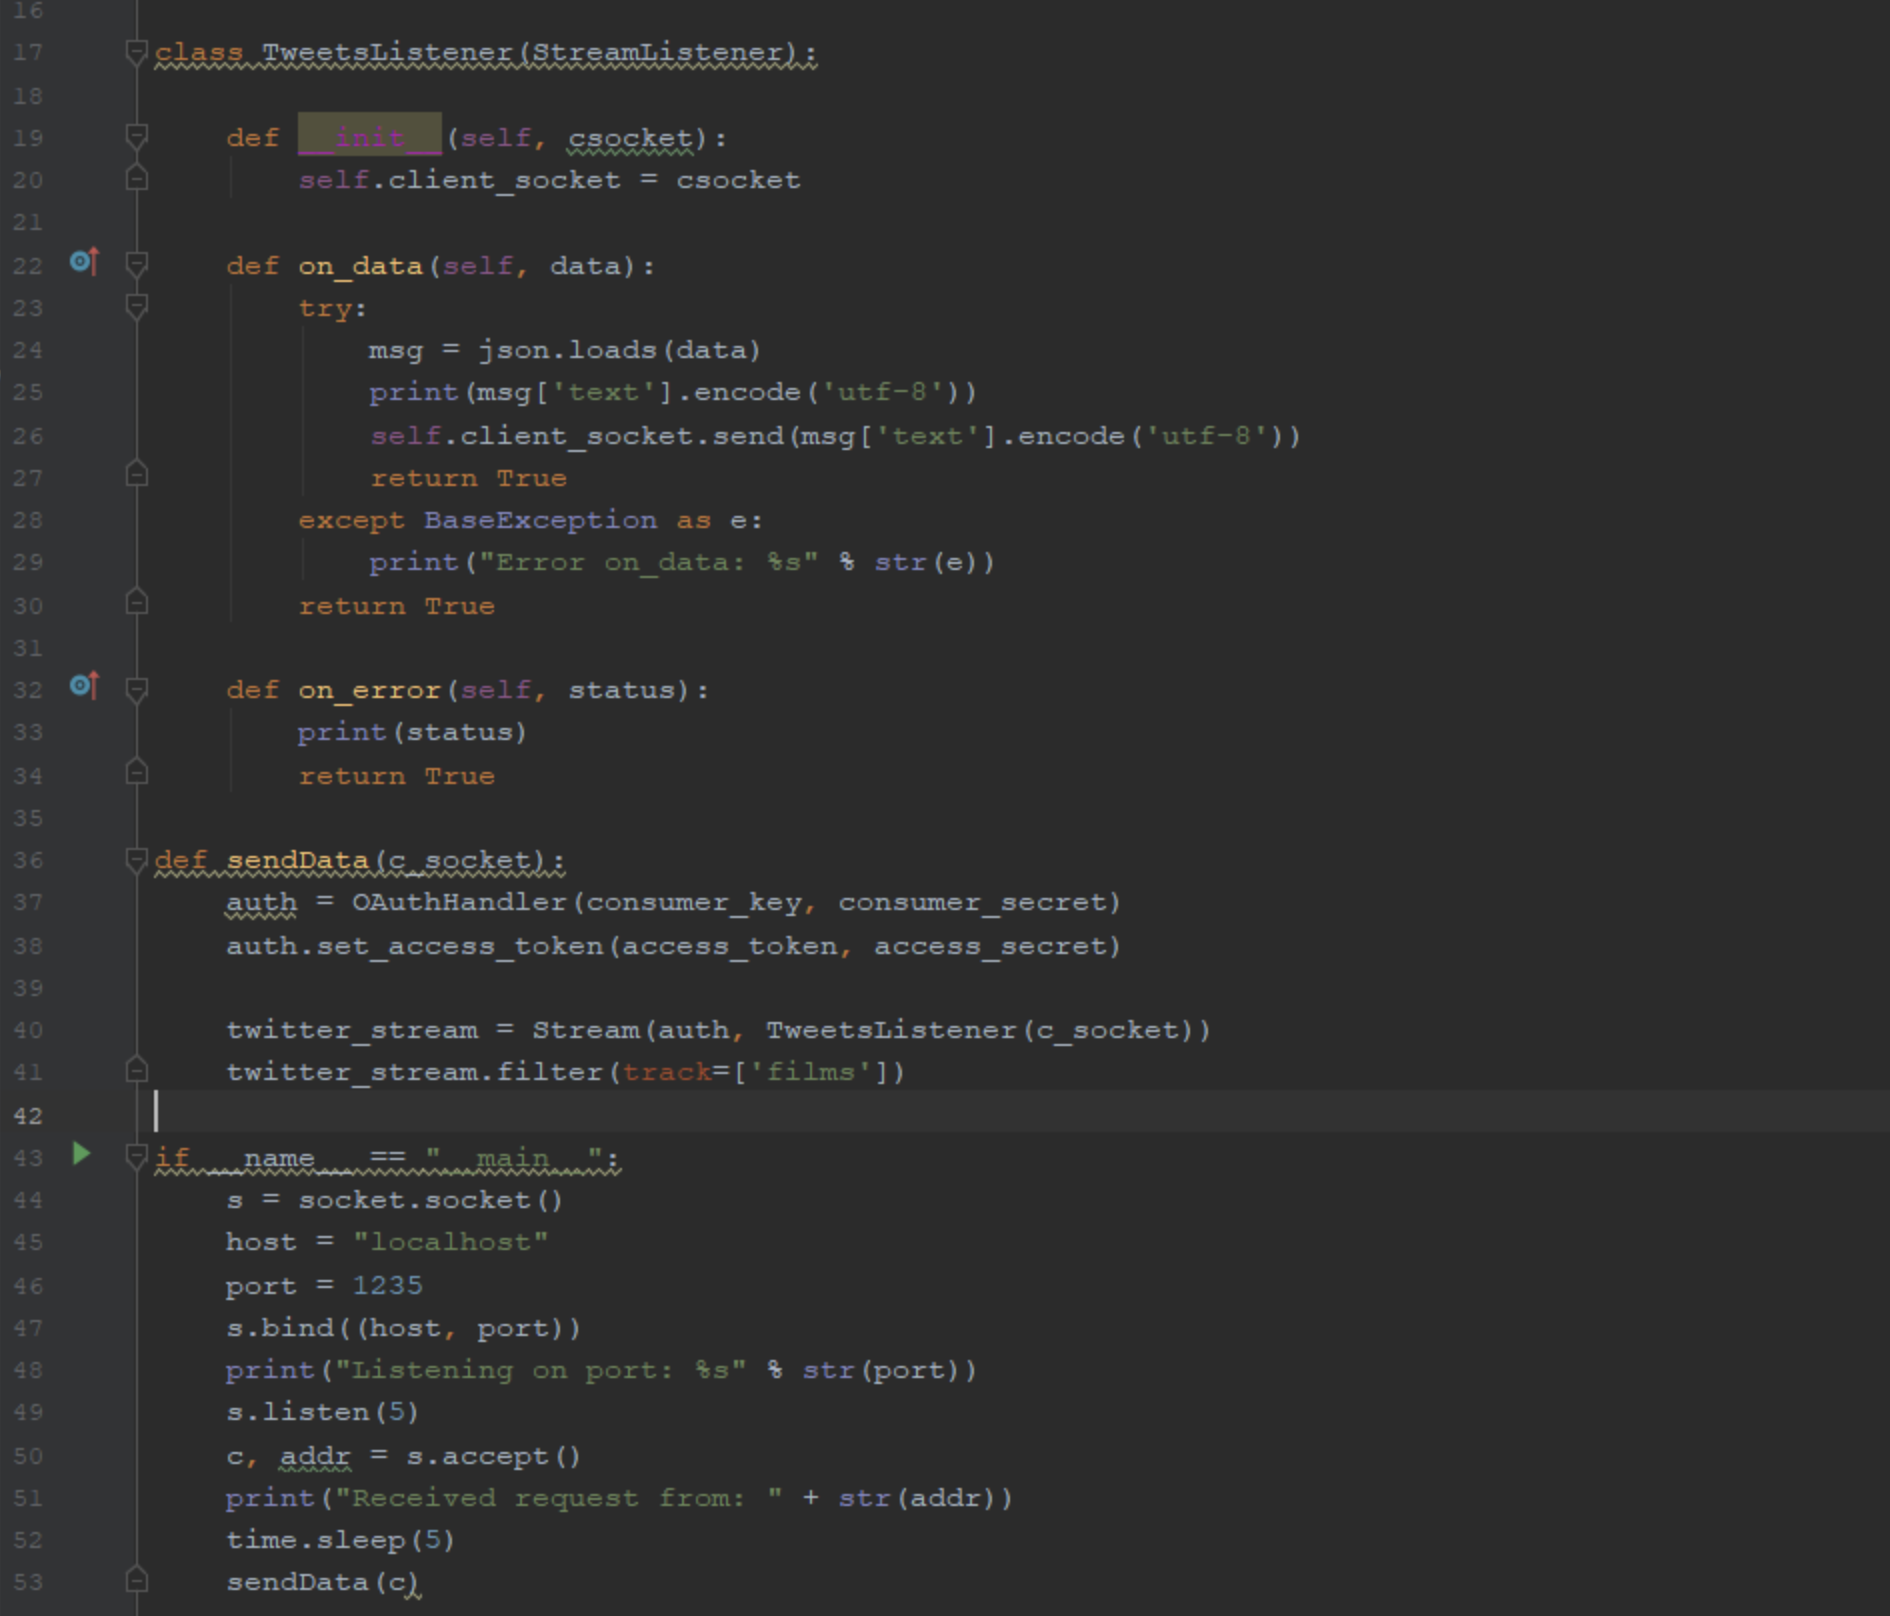 16
17 class TweetsListener(StreamListener):
18
19     def __init__(self, csocket):
20         self.client_socket = csocket
21
22     def on_data(self, data):
23         try:
24             msg = json.loads(data)
25             print(msg['text'].encode('utf-8'))
26             self.client_socket.send(msg['text'].encode('utf-8'))
27             return True
28         except BaseException as e:
29             print("Error on_data: %s" % str(e))
30         return True
31
32     def on_error(self, status):
33         print(status)
34         return True
35
36 def sendData(c_socket):
37     auth = OAuthHandler(consumer_key, consumer_secret)
38     auth.set_access_token(access_token, access_secret)
39
40     twitter_stream = Stream(auth, TweetsListener(c_socket))
41     twitter_stream.filter(track=['films'])
42
43 if __name__ == "__main__":
44     s = socket.socket()
45     host = "localhost"
46     port = 1235
47     s.bind((host, port))
48     print("Listening on port: %s" % str(port))
49     s.listen(5)
50     c, addr = s.accept()
51     print("Received request from: " + str(addr))
52     time.sleep(5)
53     sendData(c)